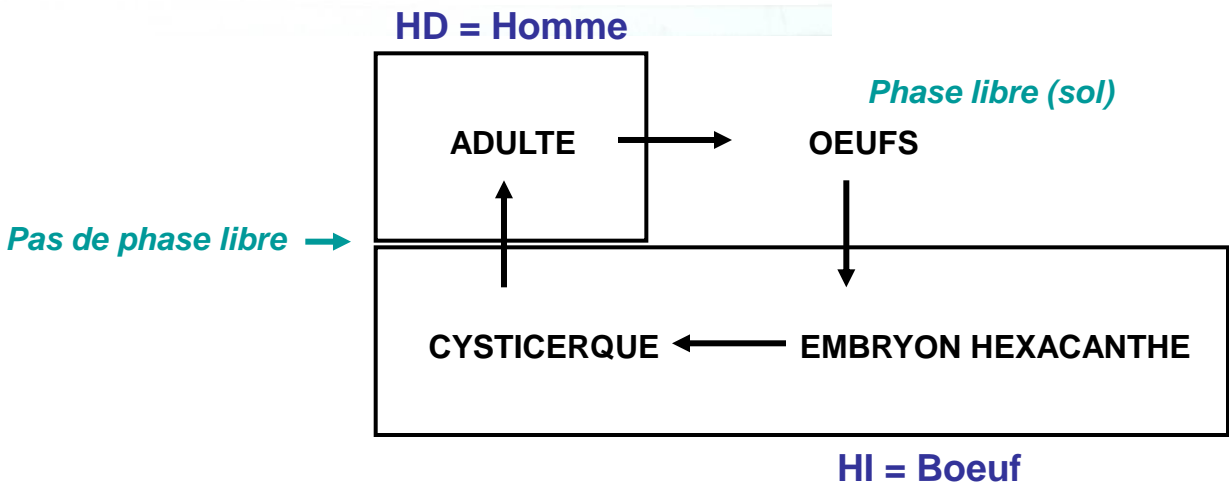 HD = Homme
Phase libre (sol)
ADULTE
OEUFS
Pas de phase libre
CYSTICERQUE
EMBRYON HEXACANTHE
HI = Boeuf